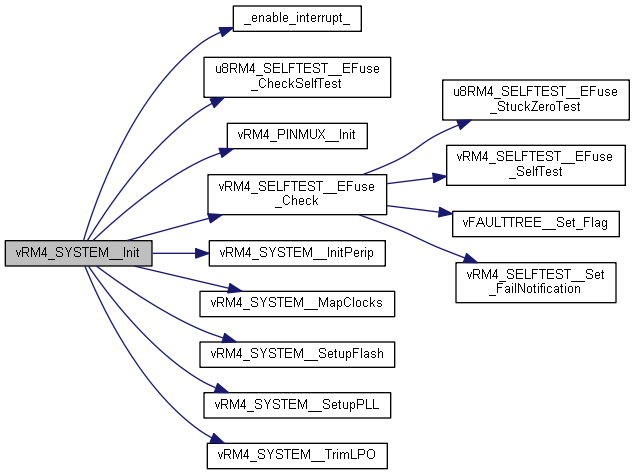 vRM4_SYSTEM__Init
_enable_interrupt_
u8RM4_SELFTEST__EFuse
_CheckSelfTest
vRM4_PINMUX__Init
vRM4_SELFTEST__EFuse
_Check
vRM4_SYSTEM__InitPerip
vRM4_SYSTEM__MapClocks
vRM4_SYSTEM__SetupFlash
vRM4_SYSTEM__SetupPLL
vRM4_SYSTEM__TrimLPO
u8RM4_SELFTEST__EFuse
_StuckZeroTest
vRM4_SELFTEST__EFuse
_SelfTest
vFAULTTREE__Set_Flag
vRM4_SELFTEST__Set
_FailNotification